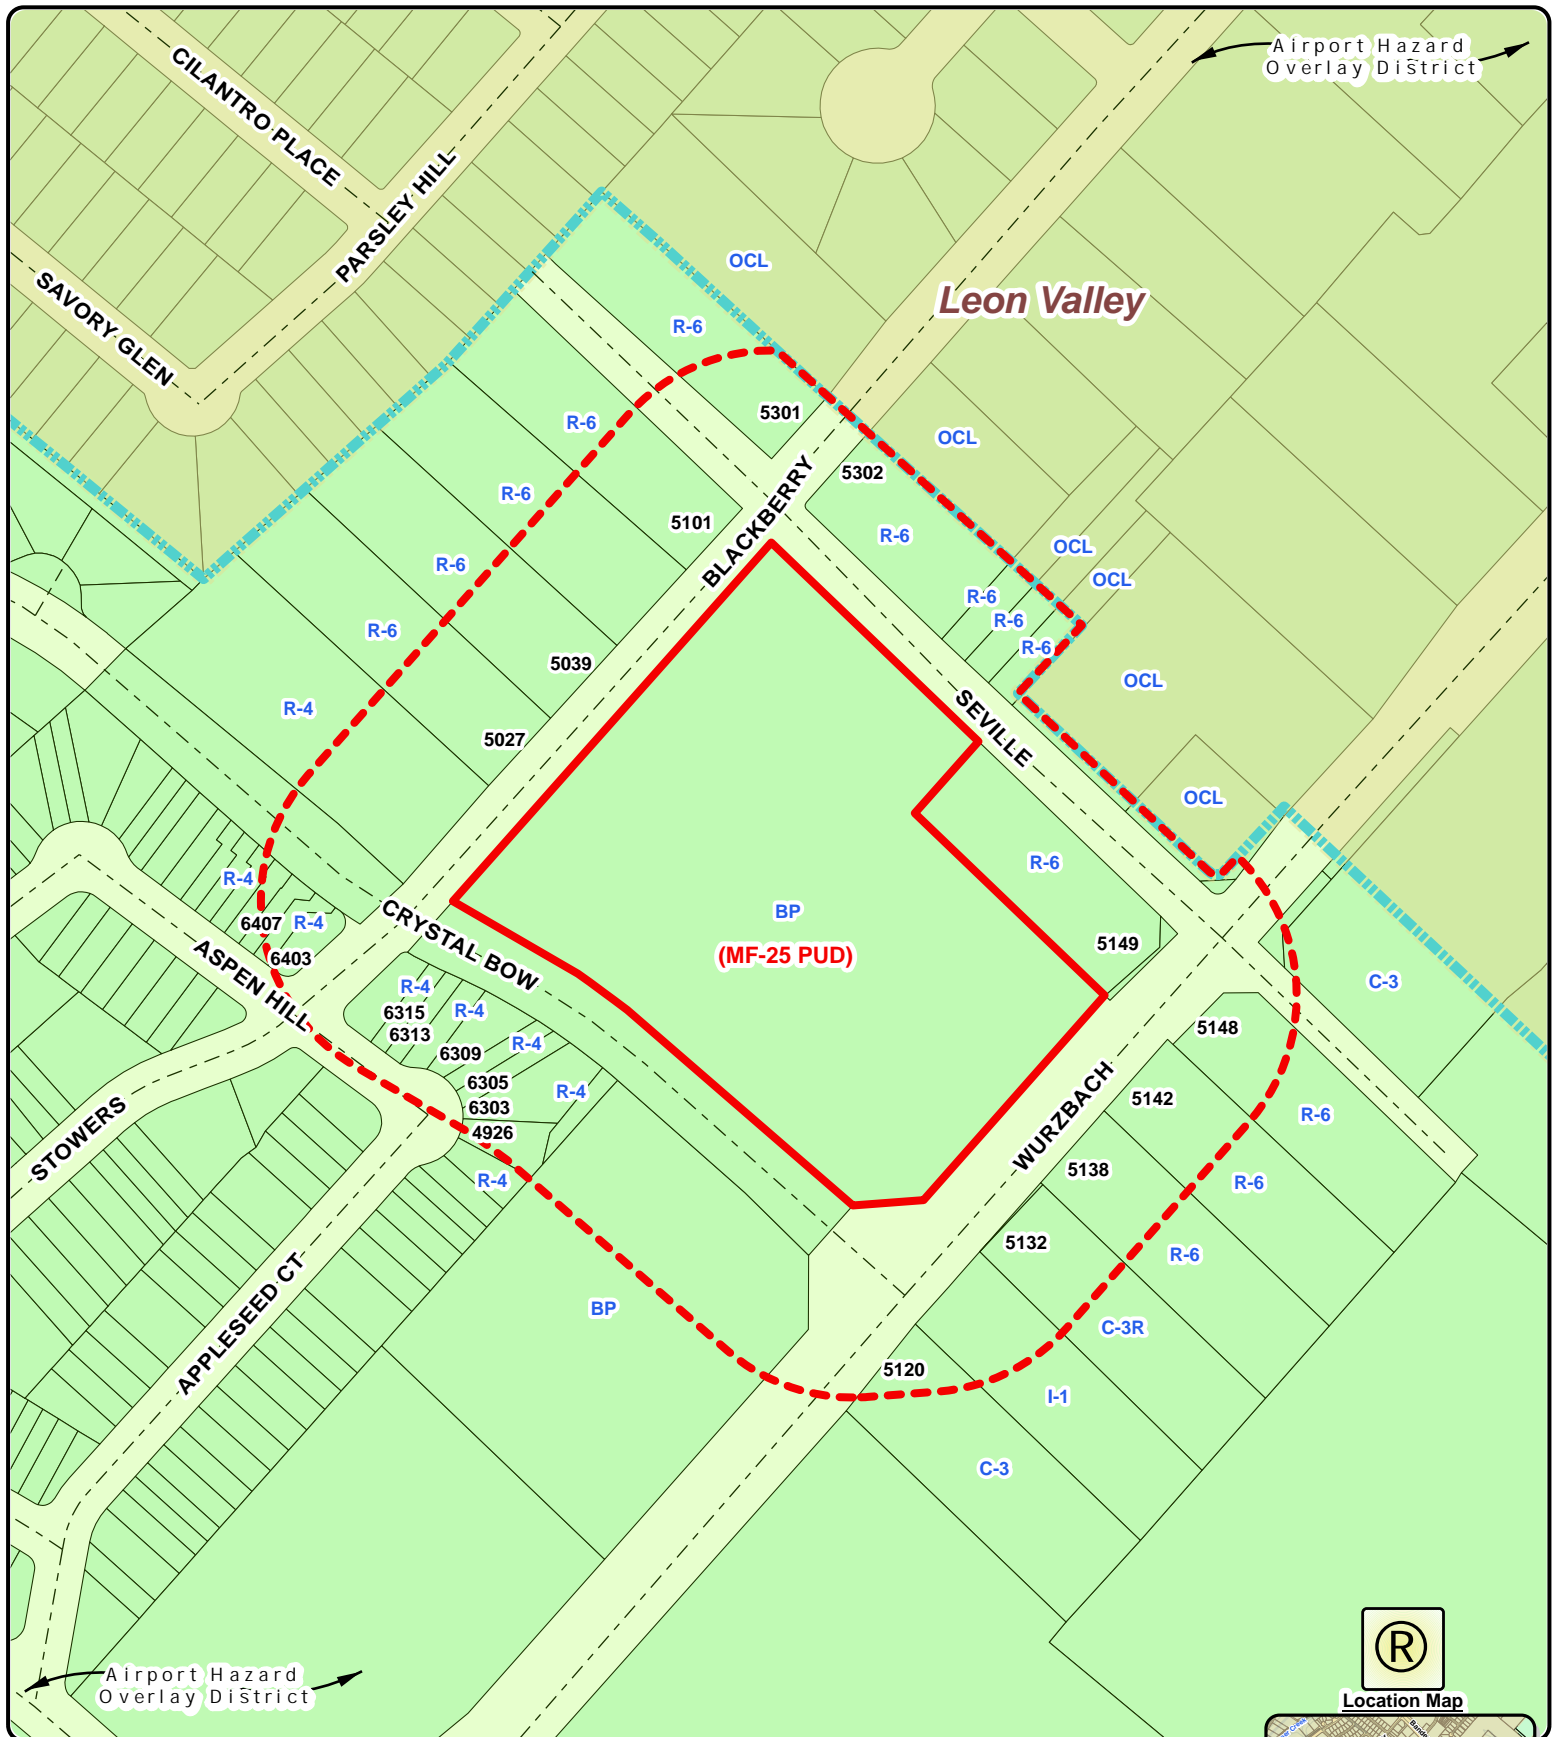 Airport Hazard
Overlay District
CILANTRO PLACE
PARSLEY HILL
SAVORY GLEN
OCL
Leon Valley
R-6
R-6
5301
OCL
5302
R-6
5101
BLACKBERRY
R-6
OCL
R-6
OCL
R-6
R-6
R-6
R-6
5039
OCL
R-4
5027
SEVILLE
OCL
R-6
R-4
BP
CRYSTAL BOW
6407
R-4
5149
(MF-25 PUD)
6403
ASPEN HILL
C-3
R-4
R-4
6315
5148
6313
R-4
6309
6305
R-4
5142
6303
R-6
STOWERS
4926
WURZBACH
5138
R-4
R-6
5132
R-6
APPLESEED CT
BP
C-3R
5120
I-1
C-3
R
Airport Hazard
Overlay District
Location Map